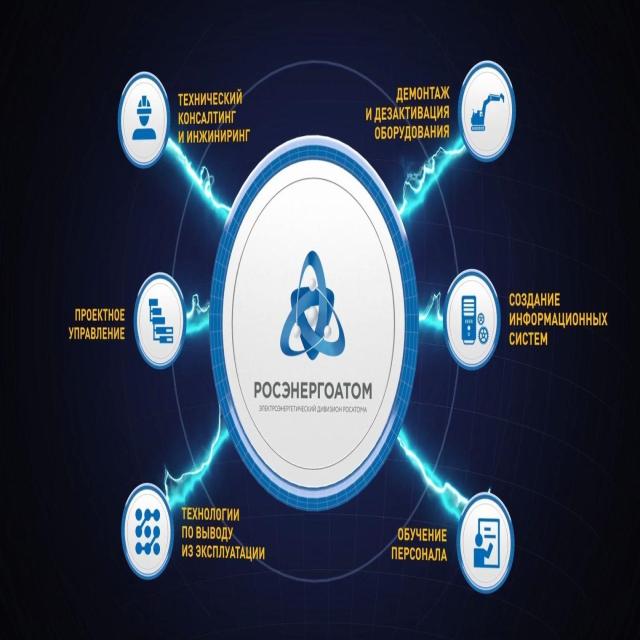 ТЕХНИЧЕСКИЙ
КОНСАЛТИНГ
И ИНЖИНИРИНГ
ДЕМОНТАЖ
И ДЕЗАКТИВАЦИЯ
ОБОРУДОВАНИЯ
ПРОЕКТНОЕ
УПРАВЛЕНИЕ
СОЗДАНИЕ
ИНФОРМАЦИОННЫХ
СИСТЕМ
РОСЭНЕРГОАТОМ
ЭЛЕКТРОЭНЕРГЕТИЧЕСКИЙ ДИВИЗИОН РОСАТОМА
ТЕХНОЛОГИИ
ПО ВЫВОДУ
ИЗ ЭКСПЛУАТАЦИИ
ОБУЧЕНИЕ
ПЕРСОНАЛА